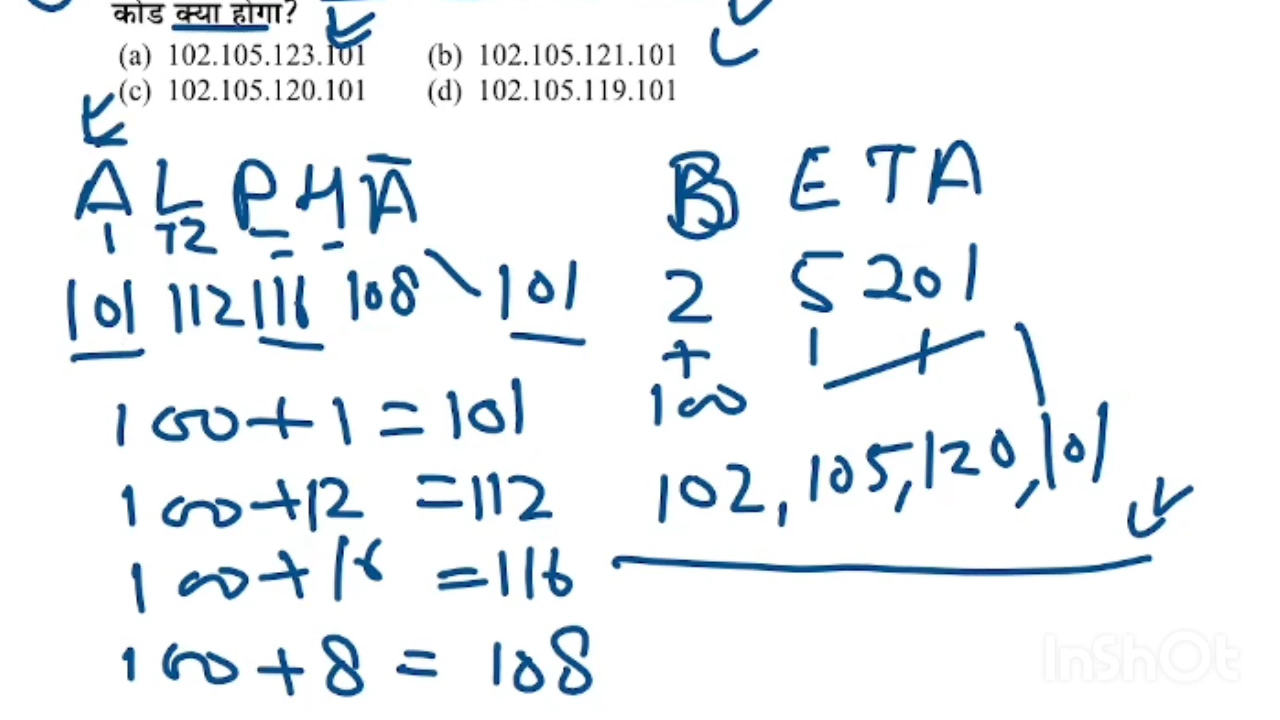 कोड क्या होगा?
(a) 102.105.123.101 (b) 102.105.121.101
(c) 102.105.120.101 (d) 102.105.119.101
A L P H A B E T A
1 12 2 5 20 1
101 112 116 108 101 +
100+1=101 100
100+12 =112 102, 105, 120, 101
100+16 =116
100+8 = 108
InShOt